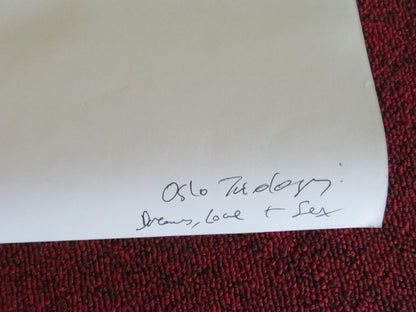 Oslo Trilogy:
Dreams, Love + Sex